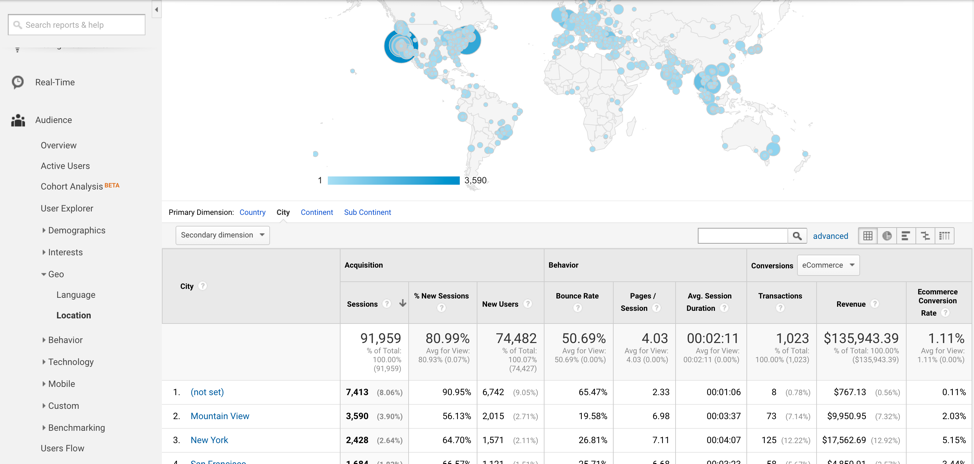 Search reports & help
Real-Time
Audience
Overview
Active Users
Cohort Analysis BETA
User Explorer
Demographics
Interests
Geo
Language
Location
Behavior
Technology
Mobile
Custom
Benchmarking
Users Flow
1 3,590
Primary Dimension: Country City Continent Sub Continent
Secondary dimension
advanced
City ?
Acquisition
Behavior
Conversions eCommerce
Sessions ?
% New Sessions ?
New Users ?
Bounce Rate ?
Pages / Session ?
Avg. Session Duration ?
Transactions ?
Revenue ?
Ecommerce Conversion Rate ?
91,959
% of Total:
100.00%
(91,959)
80.99%
Avg for View:
80.93% (0.07%)
74,482
% of Total:
100.07%
(74,427)
50.69%
Avg for View:
50.69% (0.00%)
4.03
Avg for View:
4.03 (0.00%)
00:02:11
Avg for View:
00:02:11 (0.00%)
1,023
% of Total:
100.00% (1,023)
$135,943.39
% of Total: 100.00%
($135,943.39)
1.11%
Avg for View:
1.11% (0.00%)
1. (not set) 7,413 (8.06%) 90.95% 6,742 (9.05%) 65.47% 2.33 00:01:06 8 (0.78%) $767.13 (0.56%) 0.11%
2. Mountain View 3,590 (3.90%) 56.13% 2,015 (2.71%) 19.58% 6.98 00:03:37 73 (7.14%) $9,950.95 (7.32%) 2.03%
3. New York 2,428 (2.64%) 64.70% 1,571 (2.11%) 26.81% 7.11 00:04:07 125 (12.22%) $17,562.69 (12.92%) 5.15%
San Francisco